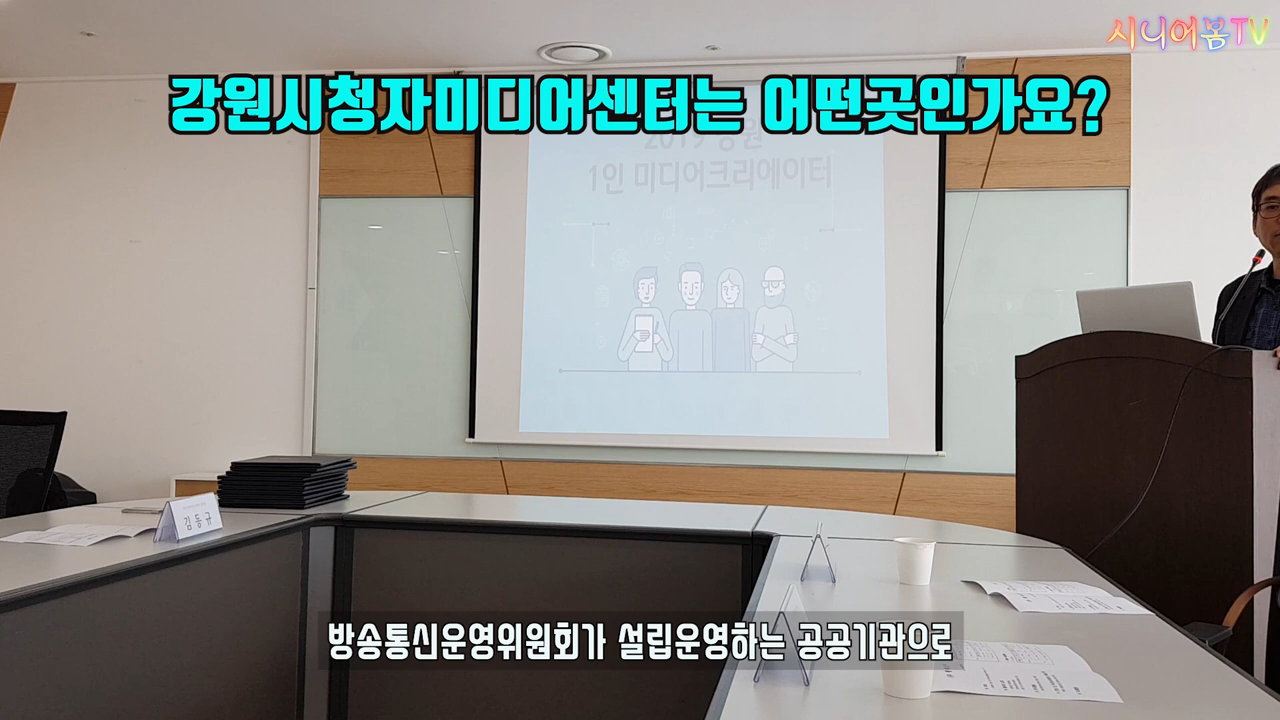 시니어봄TV
강원시청자미디어센터는 어떤곳인가요?
2019 강원
1인 미디어크리에이터
김동규
방송통신운영위원회가 설립운영하는 공공기관으로